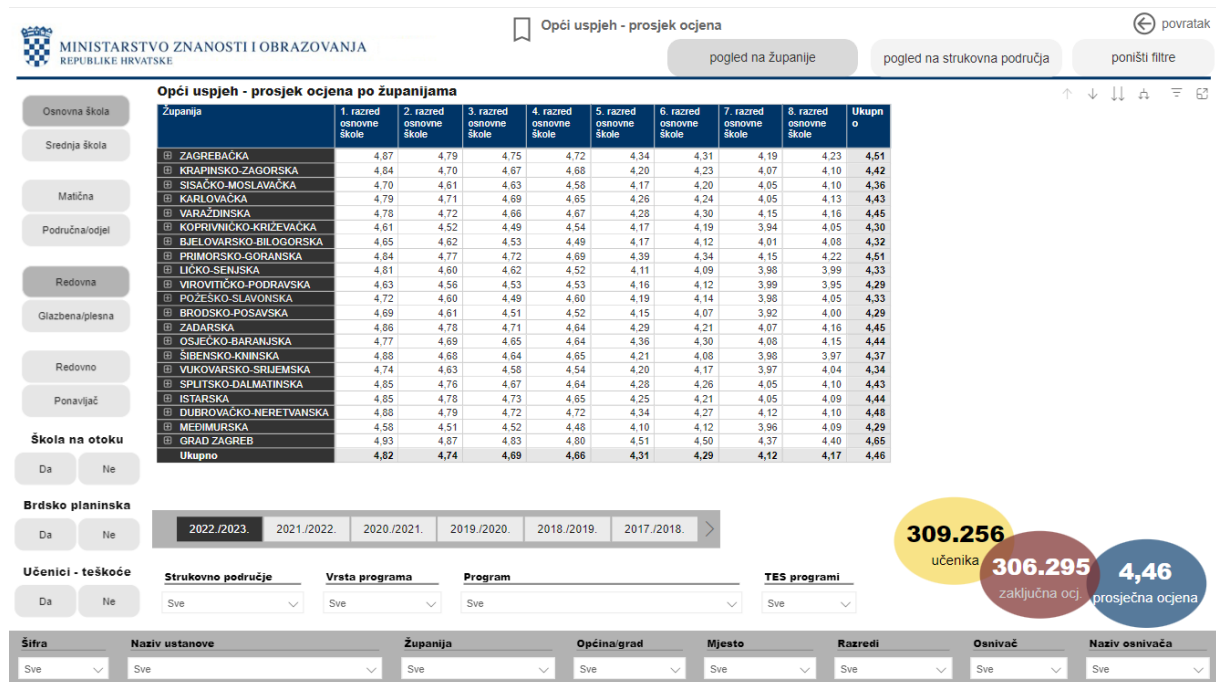 Opći uspjeh - prosjek ocjena
povratak
MINISTARSTVO ZNANOSTI I OBRAZOVANJA
REPUBLIKE HRVATSKE
pogled na županije
pogled na strukovna područja
poništi filtre
Opći uspjeh - prosjek ocjena po županijama
Osnovna škola
Srednja škola
Matična
Područna/odjel
Redovna
Glazbena/plesna
Redovno
Ponavljač
Škola na otoku
Da Ne
Brdsko planinska
Da Ne
Učenici - teškoće
Da Ne
Županija 1. razred osnovne škole 2. razred osnovne škole 3. razred osnovne škole 4. razred osnovne škole 5. razred osnovne škole 6. razred osnovne škole 7. razred osnovne škole 8. razred osnovne škole Ukupno
ZAGREBAČKA 4,87 4,79 4,75 4,72 4,34 4,31 4,19 4,23 4,51
KRAPINSKO-ZAGORSKA 4,84 4,70 4,67 4,68 4,20 4,23 4,07 4,10 4,42
SISAČKO-MOSLAVAČKA 4,70 4,61 4,63 4,58 4,17 4,20 4,05 4,10 4,36
KARLOVAČKA 4,79 4,71 4,69 4,65 4,26 4,24 4,05 4,13 4,43
VARAŽDINSKA 4,78 4,72 4,66 4,67 4,28 4,30 4,15 4,16 4,45
KOPRIVNIČKO-KRIŽEVAČKA 4,61 4,52 4,49 4,54 4,17 4,19 3,94 4,05 4,30
BJELOVARSKO-BILOGORSKA 4,65 4,62 4,53 4,49 4,17 4,12 4,01 4,08 4,32
PRIMORSKO-GORANSKA 4,84 4,77 4,72 4,69 4,39 4,34 4,15 4,22 4,51
LIČKO-SENJSKA 4,81 4,60 4,62 4,52 4,11 4,09 3,98 3,99 4,33
VIROVITIČKO-PODRAVSKA 4,63 4,56 4,53 4,53 4,16 4,12 3,99 3,95 4,29
POŽEŠKO-SLAVONSKA 4,72 4,60 4,49 4,60 4,19 4,14 3,98 4,05 4,33
BRODSKO-POSAVSKA 4,69 4,61 4,51 4,52 4,15 4,07 3,92 4,00 4,29
ZADARSKA 4,86 4,78 4,71 4,64 4,29 4,21 4,07 4,16 4,45
OSJEČKO-BARANJSKA 4,77 4,69 4,65 4,64 4,36 4,30 4,08 4,15 4,44
ŠIBENSKO-KNINSKA 4,88 4,68 4,64 4,65 4,21 4,08 3,98 3,97 4,37
VUKOVARSKO-SRIJEMSKA 4,74 4,63 4,58 4,54 4,20 4,17 3,97 4,04 4,34
SPLITSKO-DALMATINSKA 4,85 4,76 4,67 4,64 4,28 4,26 4,05 4,10 4,43
ISTARSKA 4,85 4,78 4,73 4,65 4,25 4,21 4,05 4,09 4,44
DUBROVAČKO-NERETVANSKA 4,88 4,79 4,72 4,72 4,34 4,27 4,12 4,10 4,48
MEĐIMURSKA 4,58 4,51 4,52 4,48 4,10 4,12 3,96 4,09 4,29
GRAD ZAGREB 4,93 4,87 4,83 4,80 4,51 4,50 4,37 4,40 4,65
Ukupno 4,82 4,74 4,69 4,66 4,31 4,29 4,12 4,17 4,46
2022./2023. 2021./2022. 2020./2021. 2019./2020. 2018./2019. 2017./2018.
309.256
učenika
306.295
zaključna ocj.
4,46
prosječna ocjena
Strukovno područje Vrsta programa Program TES programi
Sve Sve Sve Sve
Šifra Naziv ustanove Županija Općina/grad Mjesto Razredi Osnivač Naziv osnivača
Sve Sve Sve Sve Sve Sve Sve Sve